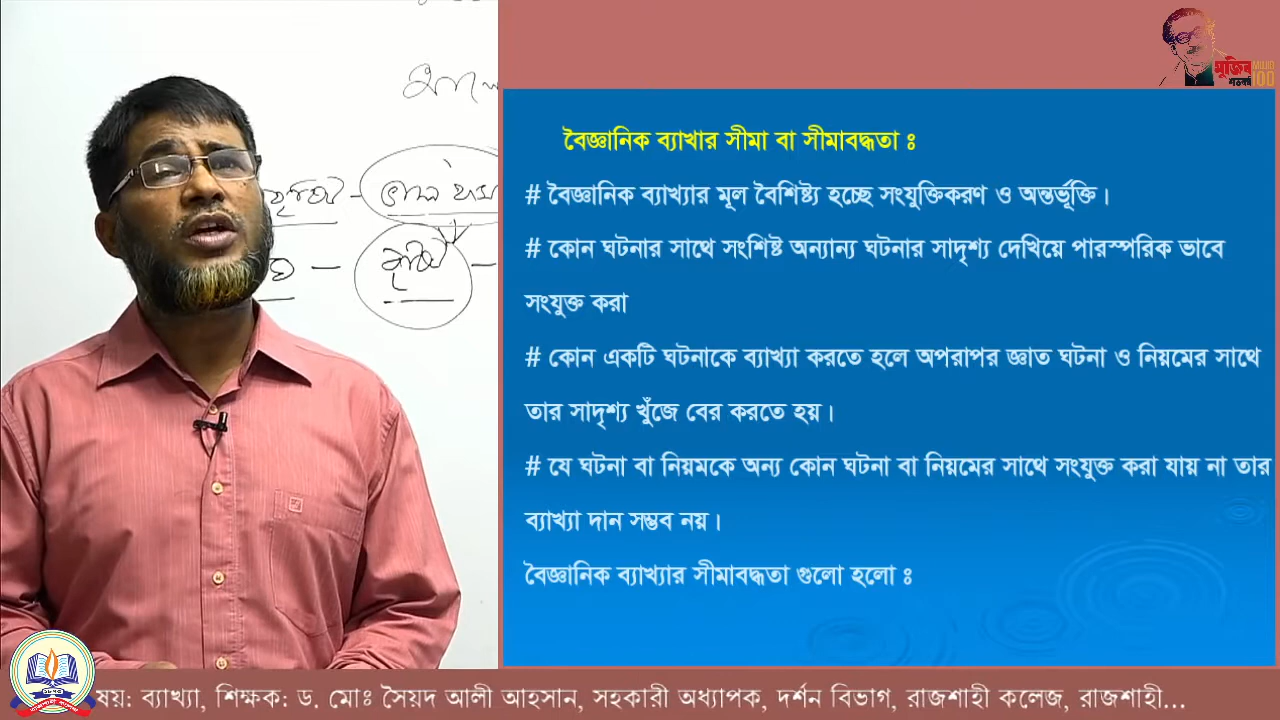 বৈজ্ঞানিক ব্যাখার সীমা বা সীমাবদ্ধতা ঃ
# বৈজ্ঞানিক ব্যাখ্যার মূল বৈশিষ্ট্য হচ্ছে সংযুক্তিকরণ ও অন্তর্ভূক্তি।
# কোন ঘটনার সাথে সংশিষ্ট অন্যান্য ঘটনার সাদৃশ্য দেখিয়ে পারস্পরিক ভাবে
সংযুক্ত করা
# কোন একটি ঘটনাকে ব্যাখ্যা করতে হলে অপরাপর জ্ঞাত ঘটনা ও নিয়মের সাথে
তার সাদৃশ্য খুঁজে বের করতে হয়।
# যে ঘটনা বা নিয়মকে অন্য কোন ঘটনা বা নিয়মের সাথে সংযুক্ত করা যায় না তার
ব্যাখ্যা দান সম্ভব নয়।
বৈজ্ঞানিক ব্যাখ্যার সীমাবদ্ধতা গুলো হলো ঃ
ষয়: ব্যাখ্যা, শিক্ষক: ড. মোঃ সৈয়দ আলী আহসান, সহকারী অধ্যাপক, দর্শন বিভাগ, রাজশাহী কলেজ, রাজশাহী...